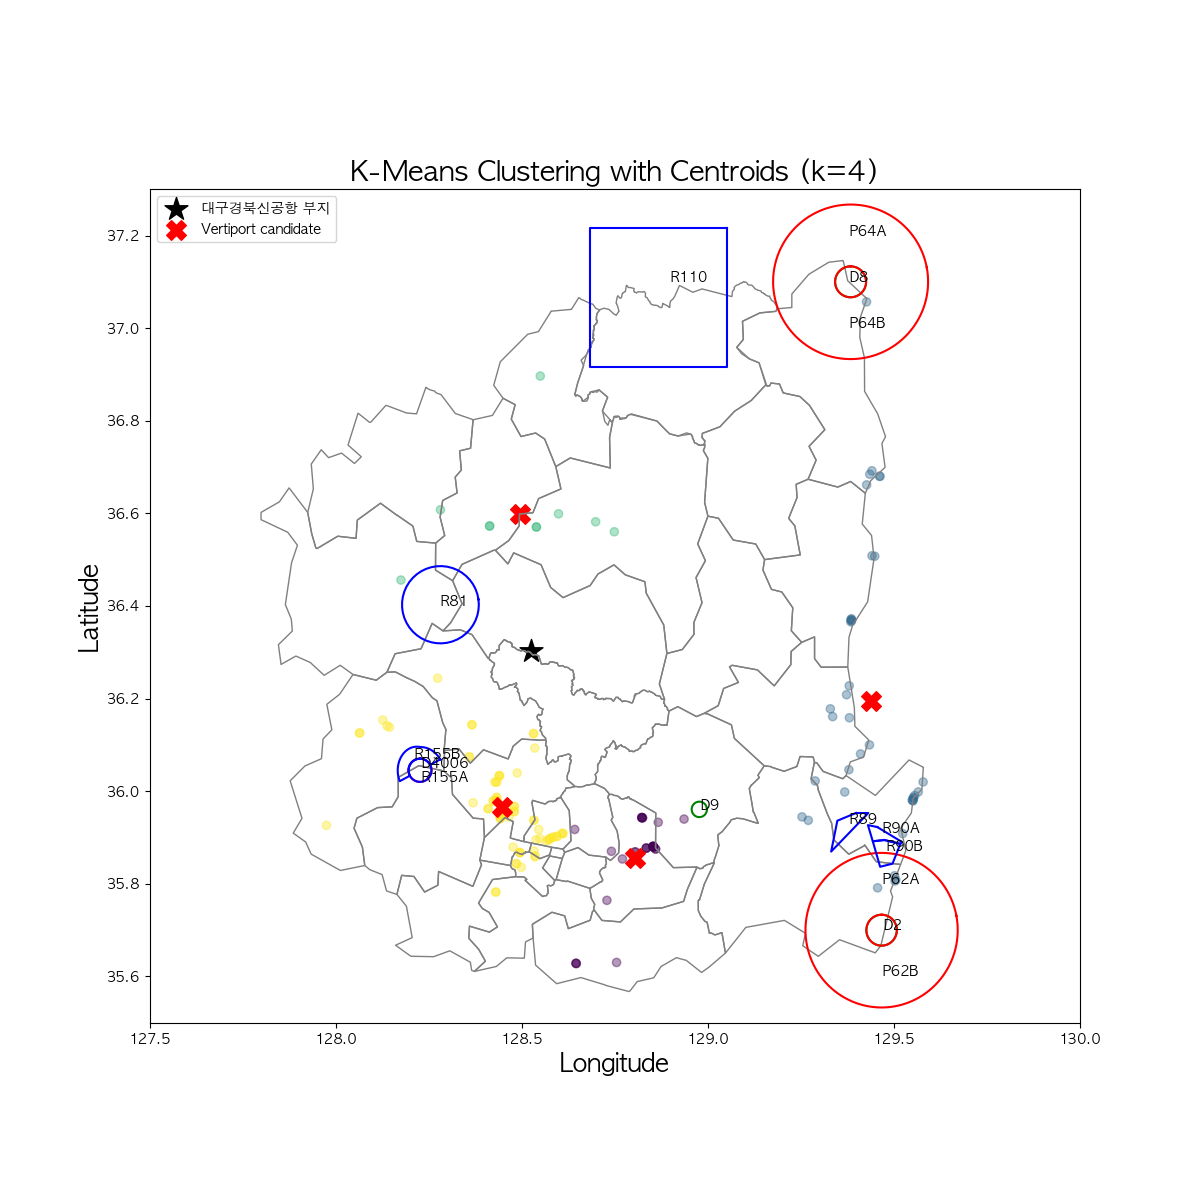 K-Means Clustering with Centroids (k=4)
대구경북신공항 부지
Vertiport candidate
37.2
37.0
36.8
36.6
36.4
36.2
36.0
35.8
35.6
Latitude
P64A
D8
P64B
R110
R81
R155B
D4006
R155A
D9
R89
R90A
R90B
P62A
D2
P62B
127.5
128.0
128.5
129.0
129.5
130.0
Longitude